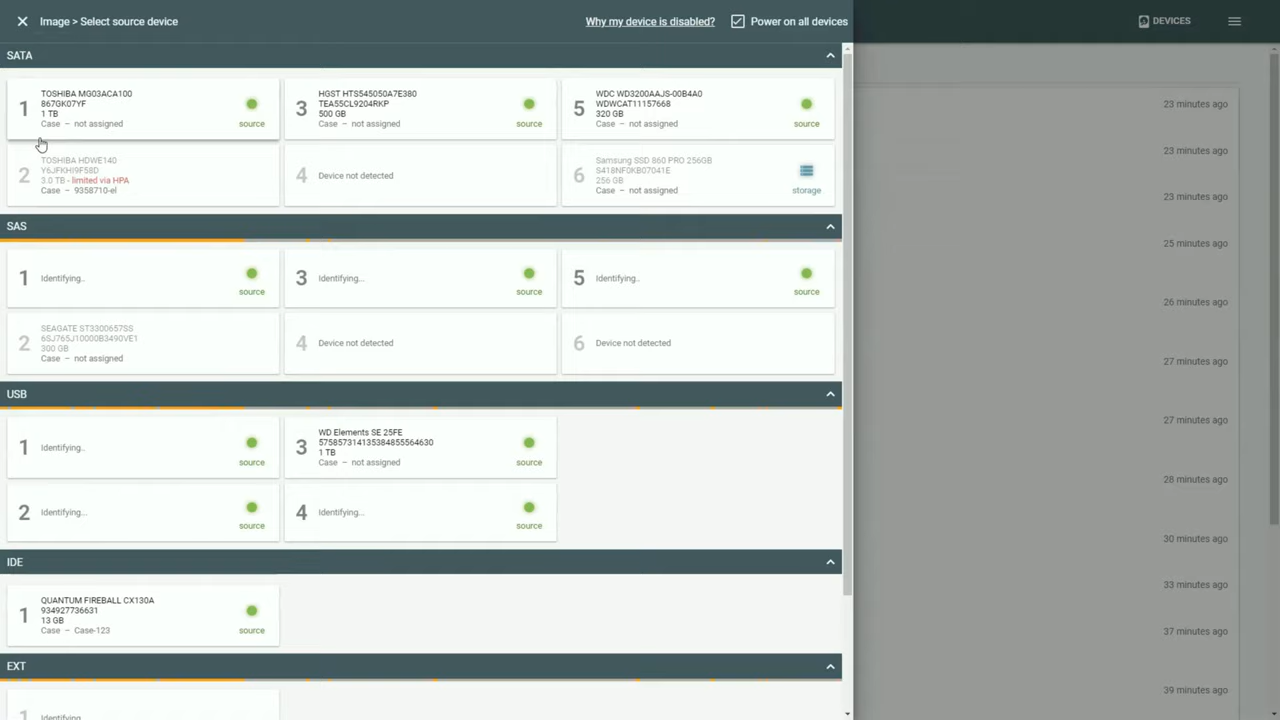 Image > Select source device
Why my device is disabled?
Power on all devices
DEVICES
SATA
1
TOSHIBA MG03ACA100
867GK07YF
1 TB
Case – not assigned
source
3
HGST HTS545050A7E380
TEA55CL9204RKP
500 GB
Case – not assigned
source
5
WDC WD3200AAJS-00B4A0
WDWCAT11157668
320 GB
Case – not assigned
source
2
TOSHIBA HDWE140
Y6JFKHI9F58D
3.0 TB - limited via HPA
Case – 9358710-el
4
Device not detected
6
Samsung SSD 860 PRO 256GB
S418NF0KB07041E
256 GB
Case – not assigned
storage
SAS
1
Identifying..
source
3
Identifying...
source
5
Identifying..
source
2
SEAGATE ST3300657SS
6SJ765J10000B3490VE1
300 GB
Case – not assigned
4
Device not detected
6
Device not detected
USB
1
Identifying..
source
3
WD Elements SE 25FE
575857314135384855564630
1 TB
Case – not assigned
source
2
Identifying...
source
4
Identifying...
source
IDE
1
QUANTUM FIREBALL CX130A
934927736631
13 GB
Case – Case-123
source
EXT
1
Identifying
23 minutes ago
23 minutes ago
23 minutes ago
25 minutes ago
26 minutes ago
27 minutes ago
27 minutes ago
28 minutes ago
30 minutes ago
33 minutes ago
37 minutes ago
39 minutes ago